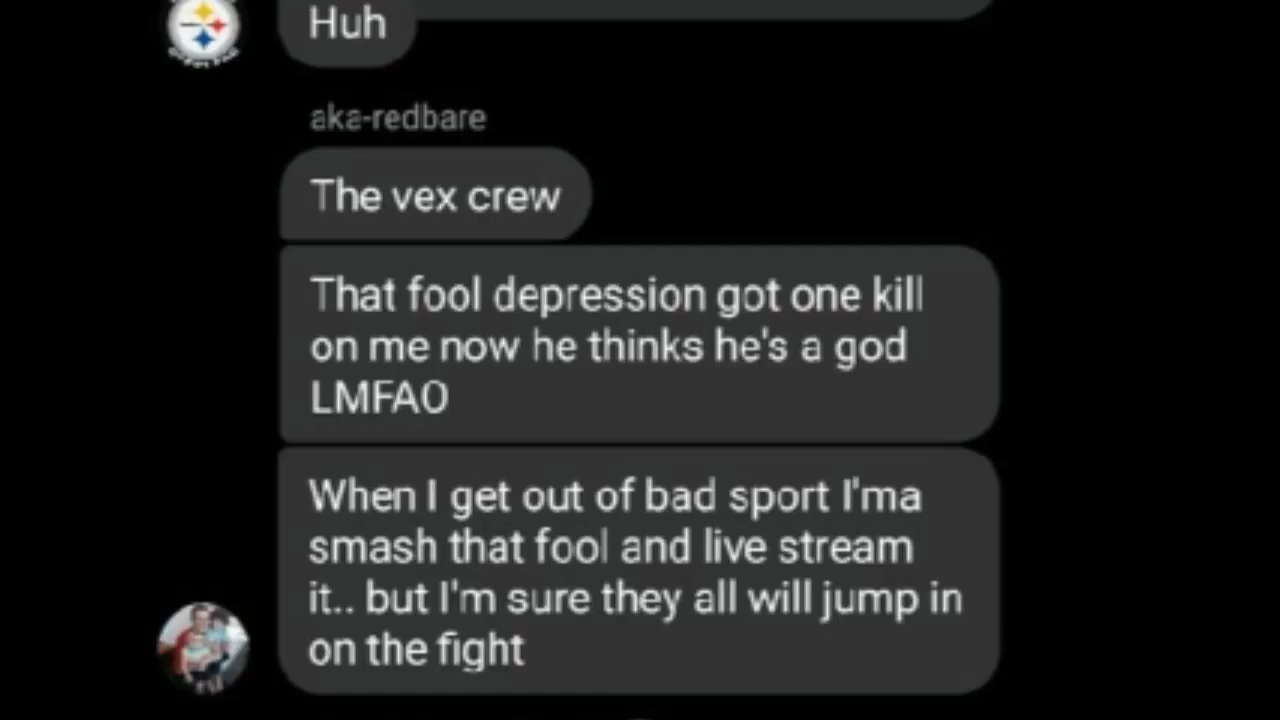 Huh
aka-redbare
The vex crew
That fool depression got one kill
on me now he thinks he's a god
LMFAO
When I get out of bad sport I'ma
smash that fool and live stream
it.. but I'm sure they all will jump in
on the fight